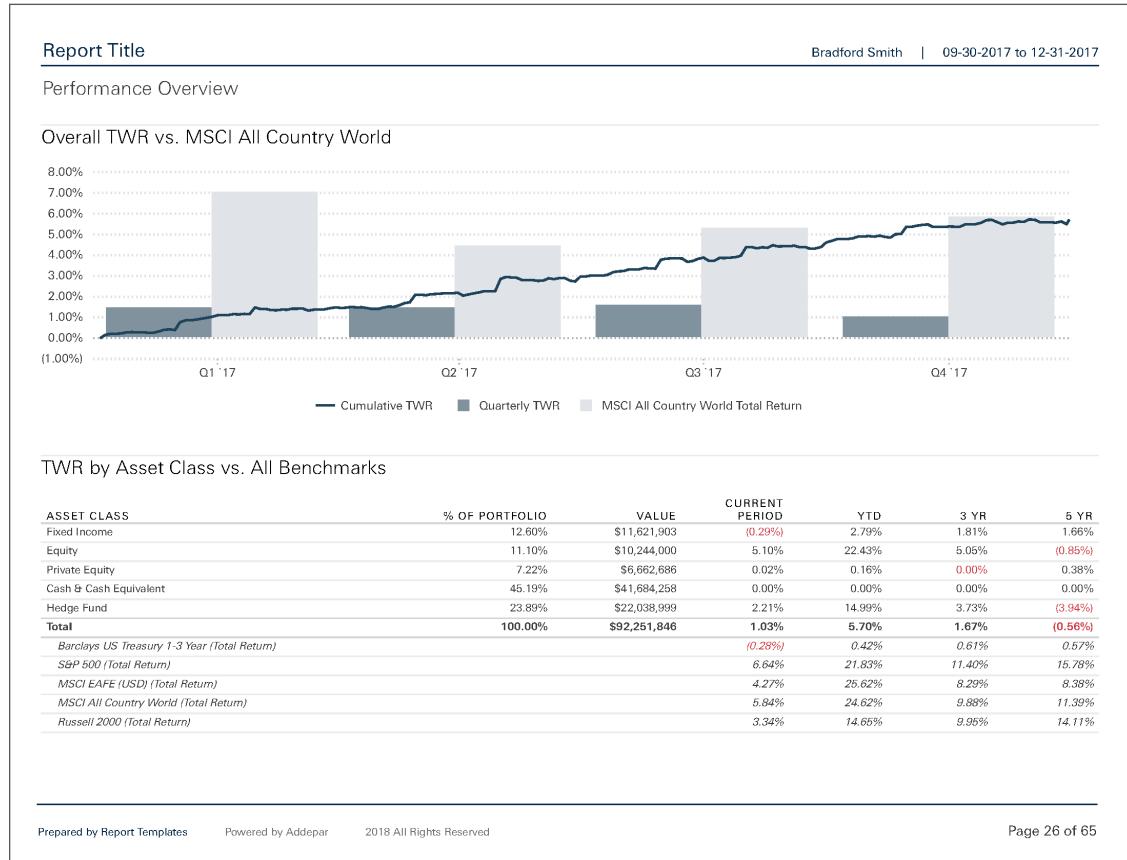 Report Title
Bradford Smith | 09-30-2017 to 12-31-2017
Performance Overview
Overall TWR vs. MSCI All Country World
8.00%
7.00%
6.00%
5.00%
4.00%
3.00%
2.00%
1.00%
0.00%
(1.00%)
Q1 '17 Q2 '17 Q3 '17 Q4 '17
Cumulative TWR Quarterly TWR MSCI All Country World Total Return
TWR by Asset Class vs. All Benchmarks
ASSET CLASS % OF PORTFOLIO VALUE CURRENT PERIOD YTD 3 YR 5 YR
Fixed Income 12.60% $11,621,903 (0.29%) 2.79% 1.81% 1.66%
Equity 11.10% $10,244,000 5.10% 22.43% 5.05% (0.85%)
Private Equity 7.22% $6,662,686 0.02% 0.16% 0.00% 0.38%
Cash & Cash Equivalent 45.19% $41,684,258 0.00% 0.00% 0.00% 0.00%
Hedge Fund 23.89% $22,038,999 2.21% 14.99% 3.73% (3.94%)
Total 100.00% $92,251,846 1.03% 5.70% 1.67% (0.56%)
Barclays US Treasury 1-3 Year (Total Return) (0.28%) 0.42% 0.61% 0.57%
S&P 500 (Total Return) 6.64% 21.83% 11.40% 15.78%
MSCI EAFE (USD) (Total Return) 4.27% 25.62% 8.29% 8.38%
MSCI All Country World (Total Return) 5.84% 24.62% 9.88% 11.39%
Russell 2000 (Total Return) 3.34% 14.65% 9.95% 14.11%
Prepared by Report Templates Powered by Addepar 2018 All Rights Reserved Page 26 of 65